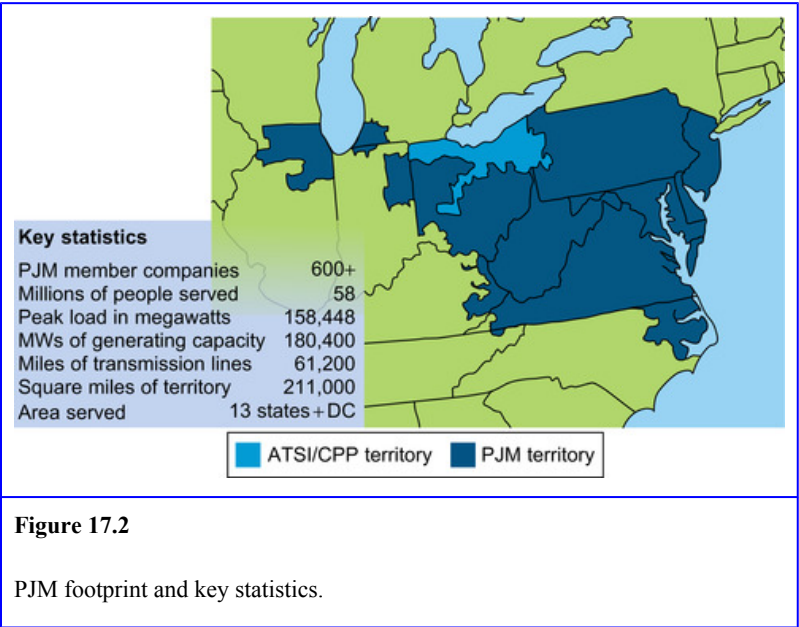 Key statistics
PJM member companies 600+
Millions of people served 58
Peak load in megawatts 158,448
MWs of generating capacity 180,400
Miles of transmission lines 61,200
Square miles of territory 211,000
Area served 13 states+DC
ATSI/CPP territory PJM territory
Figure 17.2
PJM footprint and key statistics.